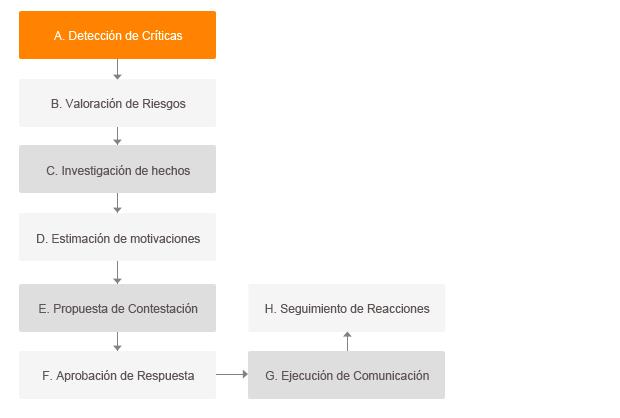 A. Detección de Críticas
B. Valoración de Riesgos
C. Investigación de hechos
D. Estimación de motivaciones
E. Propuesta de Contestación
F. Aprobación de Respuesta
G. Ejecución de Comunicación
H. Seguimiento de Reacciones